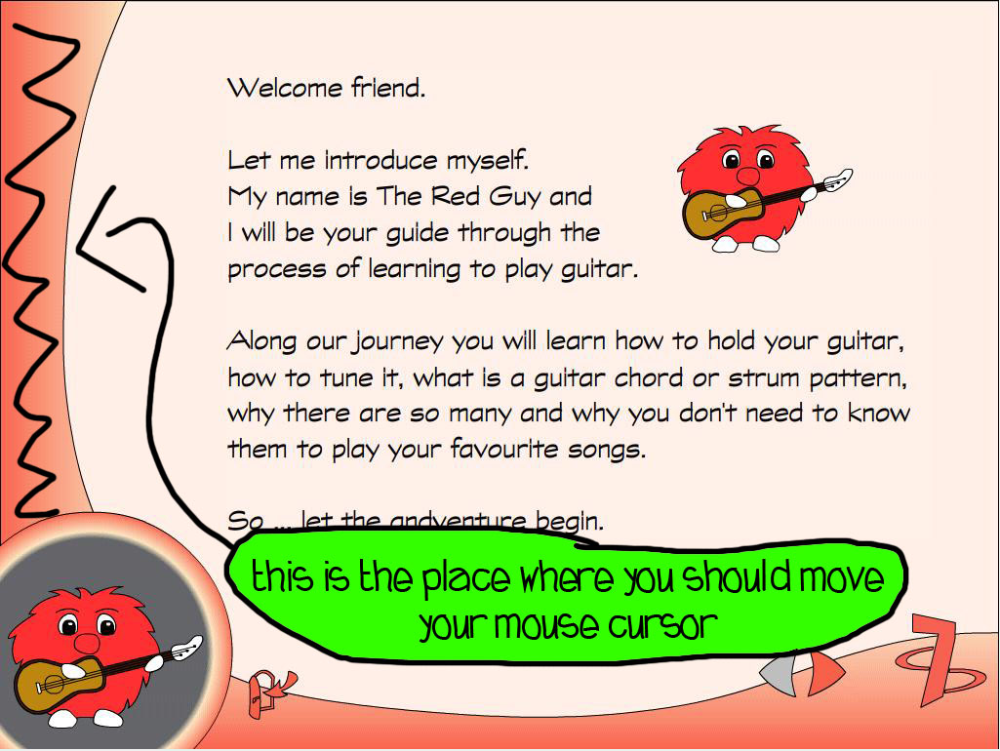 Welcome friend.
Let me introduce myself.
My name is The Red Guy and
I will be your guide through the
process of learning to play guitar.
Along our journey you will learn how to hold your guitar,
how to tune it, what is a guitar chord or strum pattern,
why there are so many and why you don't need to know
them to play your favourite songs.
So ... let the andventure begin.
this is the place where you should move
your mouse cursor